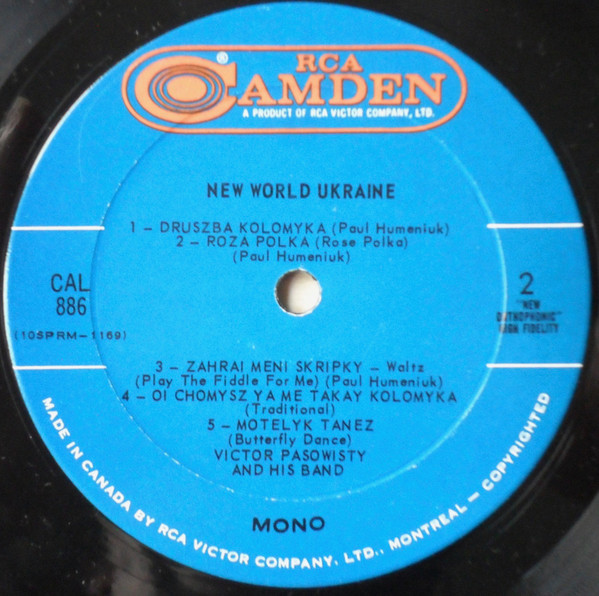 RCA
CAMDEN
®
A PRODUCT OF RCA VICTOR COMPANY, LTD.
NEW WORLD UKRAINE
1 – DRUSZBA KOLOMYKA (Paul Humeniuk)
2 – ROZA POLKA (Rose Polka)
(Paul Humeniuk)
CAL
886
(10SPRM-1169)
2
"NEW
ORTHOPHONIC"
HIGH FIDELITY
3 – ZAHRAI MENI SKRIPKY – Waltz
(Play The Fiddle For Me) (Paul Humeniuk)
4 – OI CHOMYSZ YA ME TAKAY KOLOMYKA
(Traditional)
5 – MOTELYK TANEZ
(Butterfly Dance)
VICTOR PASOWISTY
AND HIS BAND
MONO
MADE IN CANADA BY RCA VICTOR COMPANY, LTD., MONTREAL – COPYRIGHTED